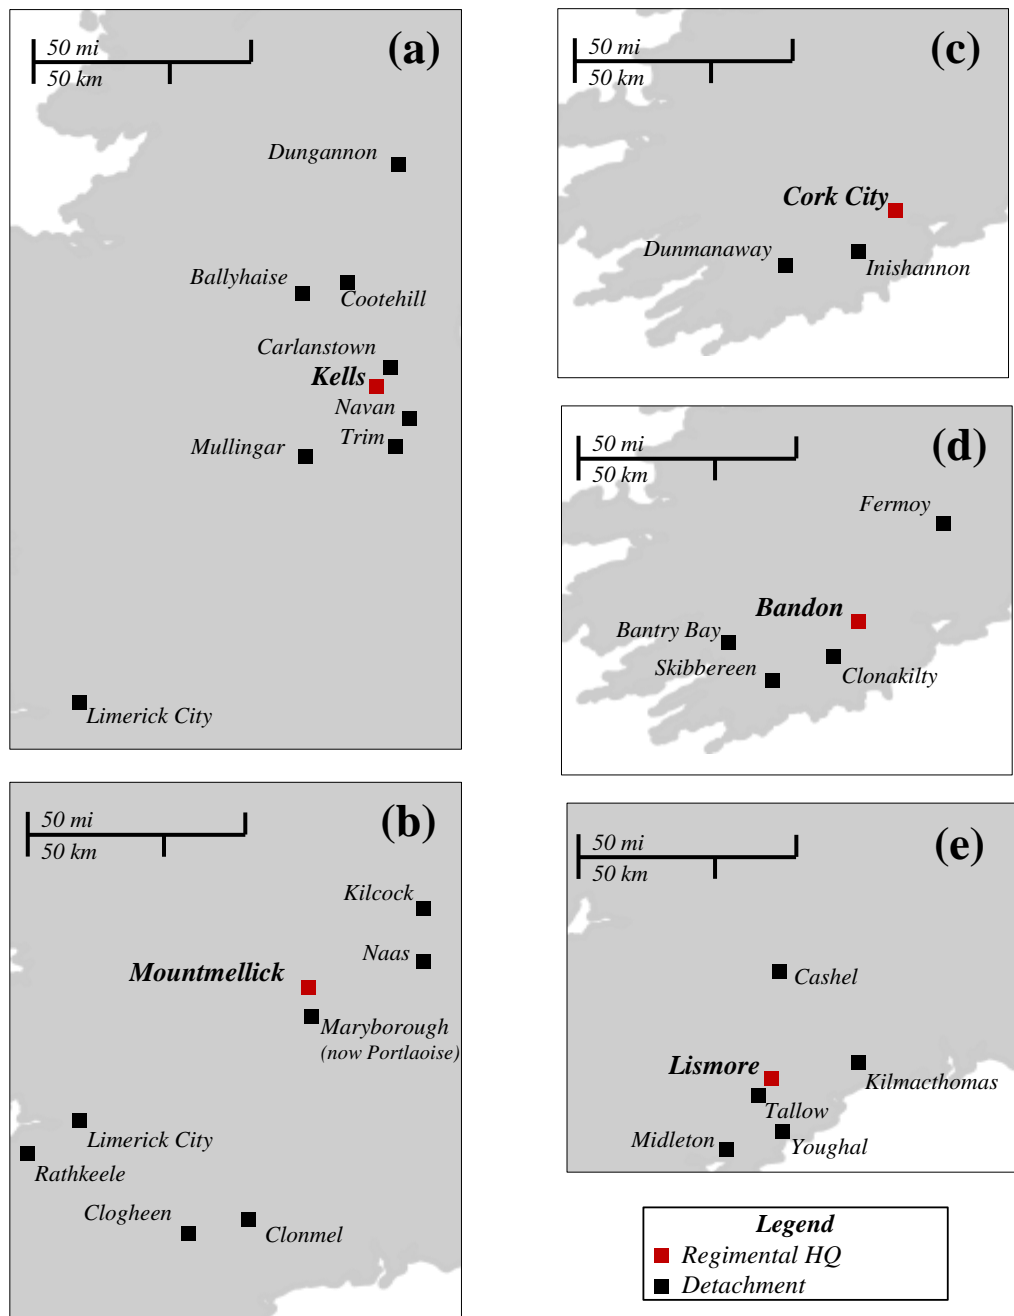 50 mi
50 km
(a)
Dungannon
Ballyhaise
Cootehill
Carlanstown
Kells
Navan
Trim
Mullingar
Limerick City
50 mi
50 km
(b)
Kilcock
Naas
Mountmellick
Maryborough
(now Portlaoise)
Limerick City
Rathkeele
Clogheen
Clonmel
50 mi
50 km
(c)
Cork City
Dunmanaway
Inishannon
50 mi
50 km
(d)
Fermoy
Bandon
Bantry Bay
Skibbereen
Clonakilty
50 mi
50 km
(e)
Cashel
Lismore
Kilmacthomas
Tallow
Midleton
Youghal
Legend
Regimental HQ
Detachment